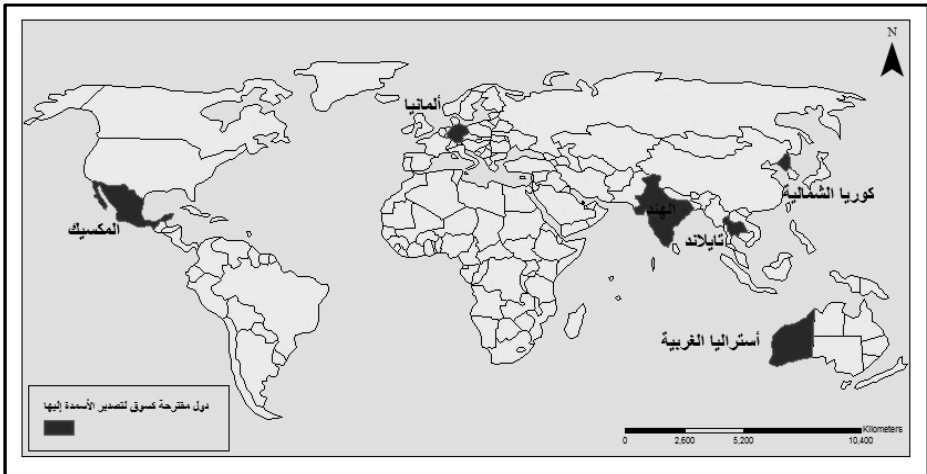 N
ألمانيا
كوريا الشمالية
الهند
المكسيك
تايلاند
أستراليا الغربية
دول مقترحة كسوق لتصدير الأسمدة إليها
Kilometers
0 2,600 5,200 10,400